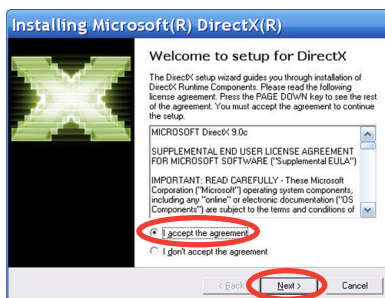 Installing Microsoft(R) DirectX(R)
Welcome to setup for DirectX
The DirectX setup wizard guides you through installation of
DirectX Runtime Components. Please read the following
license agreement. Press the PAGE DOWN key to see the rest
of the agreement. You must accept the agreement to continue
the setup.
MICROSOFT DirectX 9.0c
SUPPLEMENTAL END USER LICENSE AGREEMENT
FOR MICROSOFT SOFTWARE ("Supplemental EULA")
IMPORTANT: READ CAREFULLY - These Microsoft
Corporation ("Microsoft") operating system components,
including any "online" or electronic documentation ("OS
Components") are subject to the terms and conditions of
I accept the agreement
I don't accept the agreement
< Back
Next >
Cancel